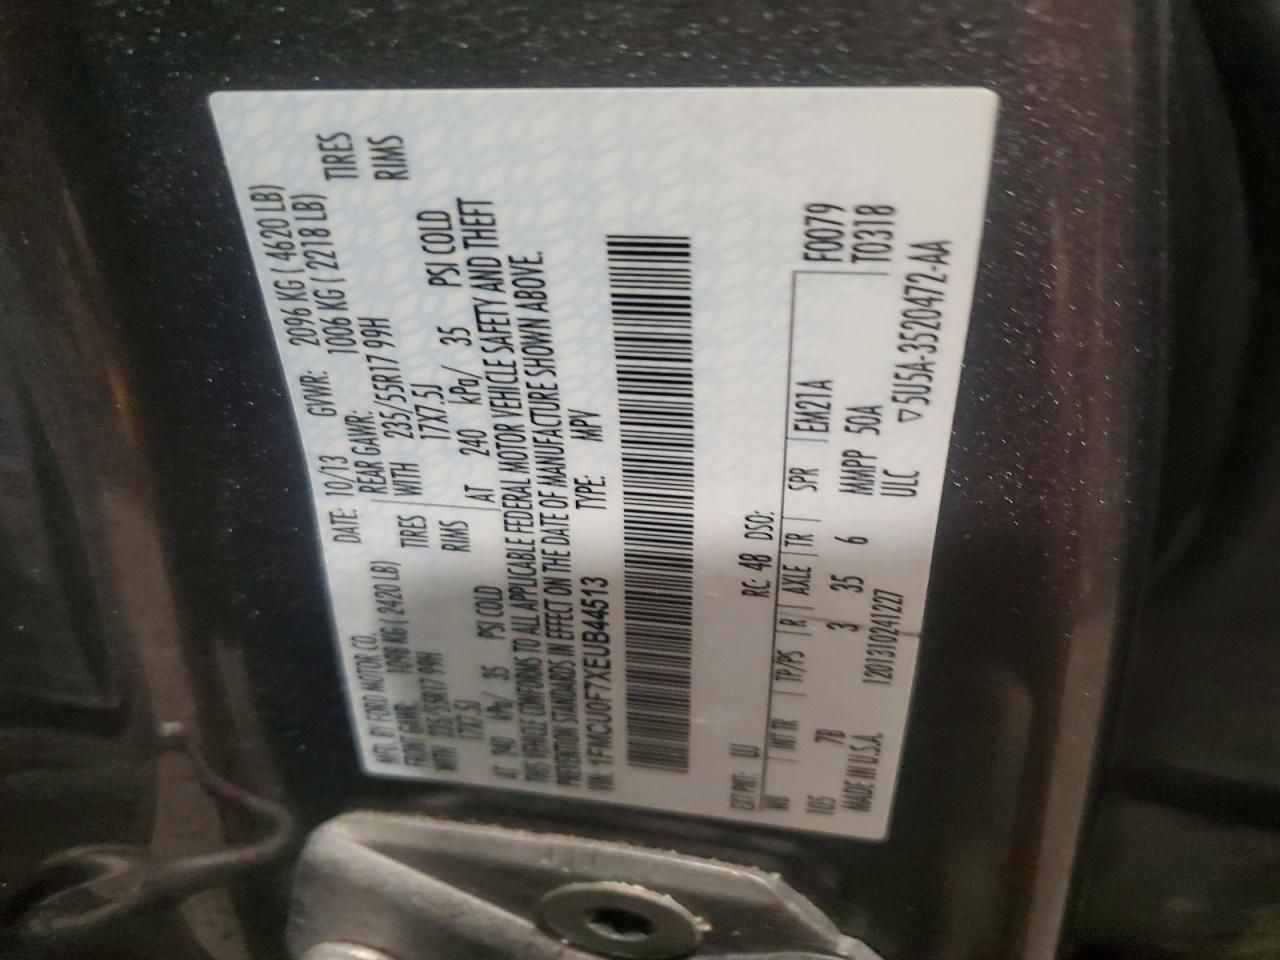 MFD. BY FORD MOTOR CO.
DATE: 10/13 GVWR: 2096 KG ( 4620 LB)
FRONT GAWR: 1098 KG ( 2420 LB) REAR GAWR: 1006 KG ( 2218 LB)
WITH 235/55R17 99H TIRES WITH 235/55R17 99H TIRES
17X7.5J RIMS 17X7.5J RIMS
AT 240 kPa/ 35 PSI COLD AT 240 kPa/ 35 PSI COLD
THIS VEHICLE CONFORMS TO ALL APPLICABLE FEDERAL MOTOR VEHICLE SAFETY AND THEFT
PREVENTION STANDARDS IN EFFECT ON THE DATE OF MANUFACTURE SHOWN ABOVE.
VIN: 1FMCU0F7XEUB44513 TYPE: MPV
EXT PNT: UJ RC: 48 DSO:
WB INT TR TP/PS R AXLE TR SPR EM21A F0079
105 7B 3 35 6 MMPP 50A T0318
MADE IN U.S.A. 120131024122 7 ULC
▽5U5A-3520472-AA